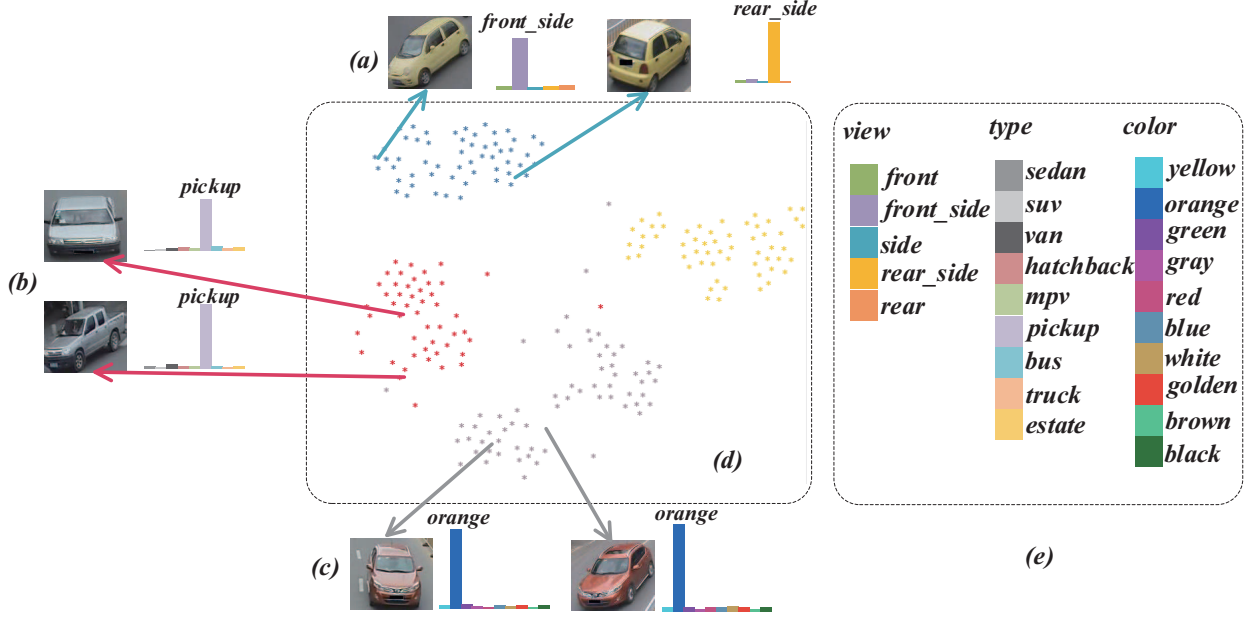 (a)
front_side
rear_side
(b)
pickup
pickup
(c)
orange
orange
(d)
view
front
front_side
side
rear_side
rear
type
sedan
suv
van
hatchback
mpv
pickup
bus
truck
estate
color
yellow
orange
green
gray
red
blue
white
golden
brown
black
(e)